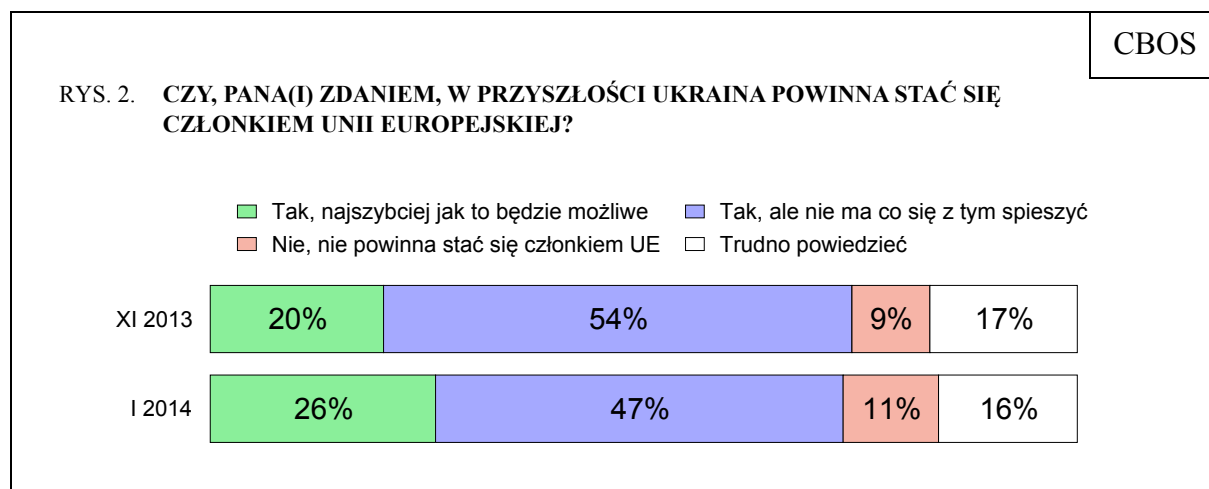 CBOS
RYS. 2. CZY, PANA(I) ZDANIEM, W PRZYSZŁOŚCI UKRAINA POWINNA STAĆ SIĘ
CZŁONKIEM UNII EUROPEJSKIEJ?
Tak, najszybciej jak to będzie możliwe Tak, ale nie ma co się z tym spieszyć
Nie, nie powinna stać się członkiem UE Trudno powiedzieć
XI 2013 20% 54% 9% 17%
I 2014 26% 47% 11% 16%